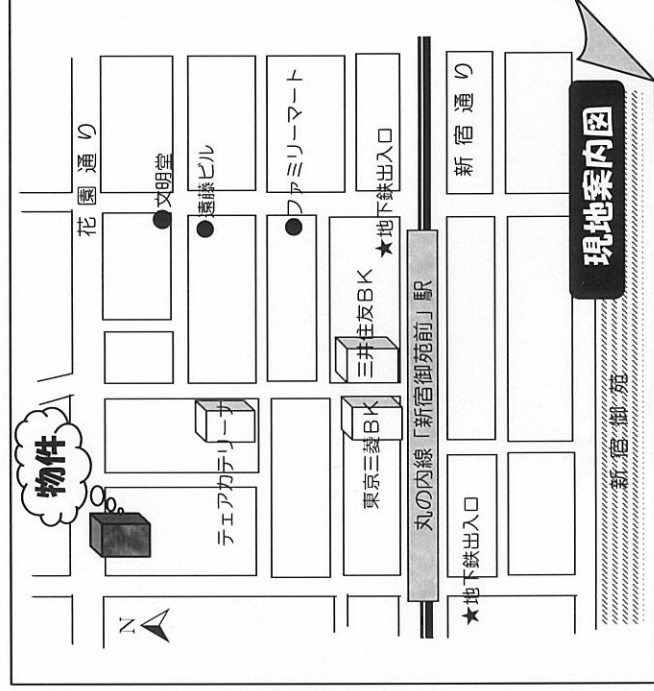 物件
N
花園通り
文明堂
遠藤ビル
ファミリーマート
テェアカテリーナ
東京三菱BK
三井住友BK
★地下鉄出入口
丸の内線「新宿御苑前」駅
★地下鉄出入口
新宿通り
新宿御苑
現地案内図